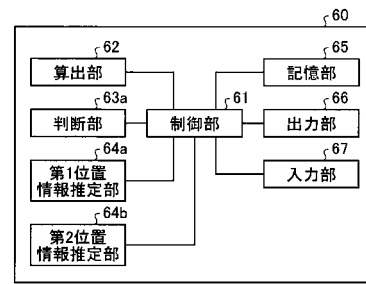 60
62
算出部
63a
判断部
64a
第1位置
情報推定部
64b
第2位置
情報推定部
61
制御部
65
記憶部
66
出力部
67
入力部